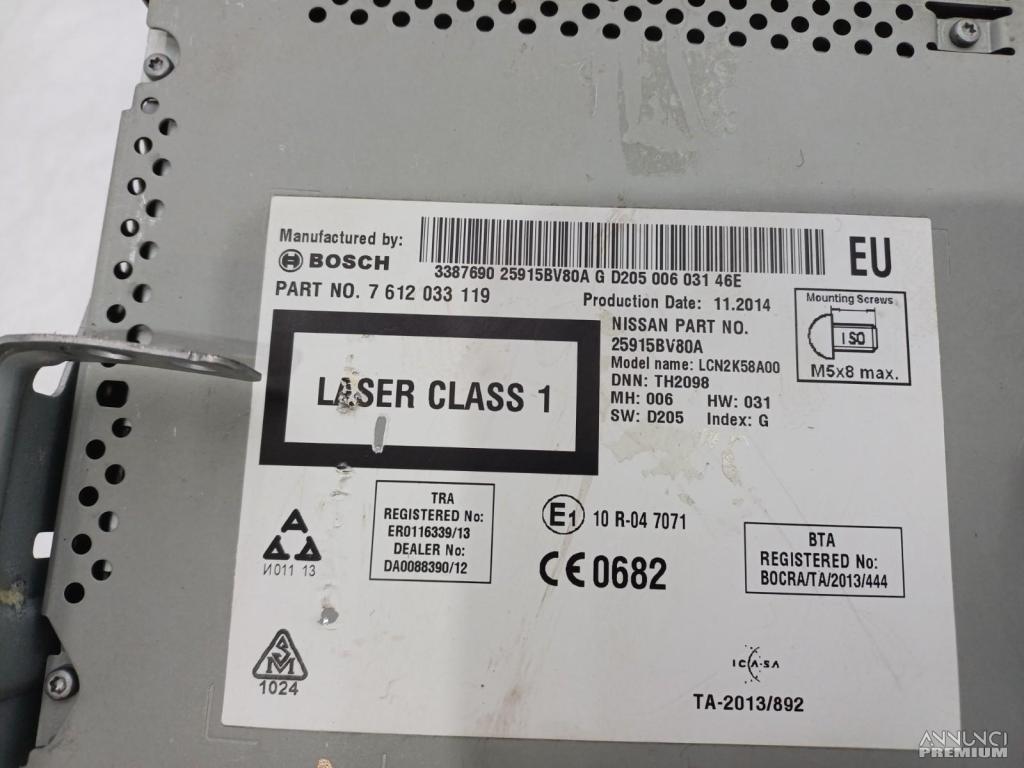 Manufactured by:
BOSCH
3387690 25915BV80A G D205 006 031 46E
EU
PART NO. 7 612 033 119
Production Date: 11.2014
NISSAN PART NO.
25915BV80A
Model name: LCN2K58A00
DNN: TH2098
MH: 006 HW: 031
SW: D205 Index: G
Mounting Screws
ISO
M5x8 max.
LASER CLASS 1
TRA
REGISTERED No:
ER0116339/13
DEALER No:
DA0088390/12
E1 10 R-04 7071
CE 0682
BTA
REGISTERED No:
BOCRA/TA/2013/444
И011 13
SM
1024
ICASA
TA-2013/892
ANNUNCI
PREMIUM